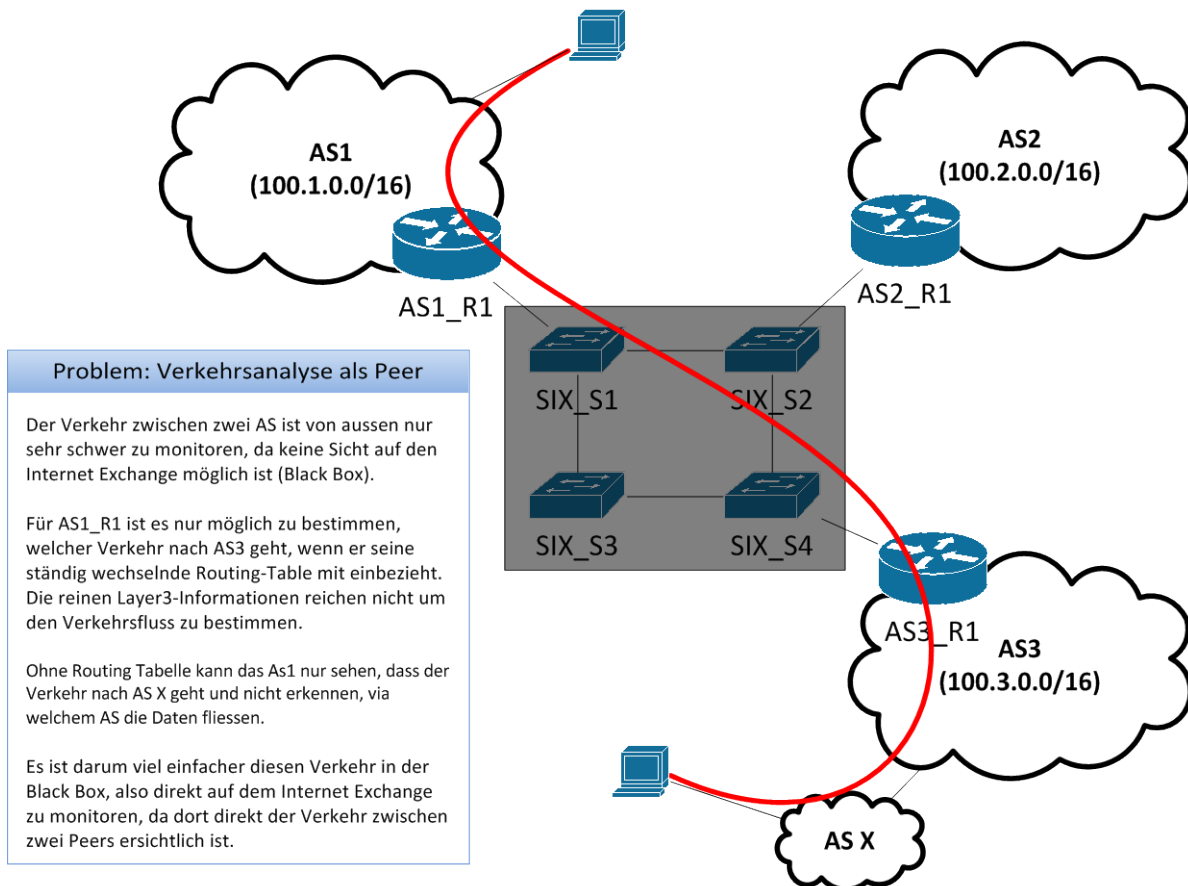 AS1
(100.1.0.0/16)
AS2
(100.2.0.0/16)
AS1_R1
AS2_R1
SIX_S1
SIX_S2
SIX_S3
SIX_S4
AS3_R1
AS3
(100.3.0.0/16)
AS X
Problem: Verkehrsanalyse als Peer
Der Verkehr zwischen zwei AS ist von aussen nur
sehr schwer zu monitoren, da keine Sicht auf den
Internet Exchange möglich ist (Black Box).
Für AS1_R1 ist es nur möglich zu bestimmen,
welcher Verkehr nach AS3 geht, wenn er seine
ständig wechselnde Routing-Table mit einbezieht.
Die reinen Layer3-Informationen reichen nicht um
den Verkehrsfluss zu bestimmen.
Ohne Routing Tabelle kann das As1 nur sehen, dass der
Verkehr nach AS X geht und nicht erkennen, via
welchem AS die Daten fliessen.
Es ist darum viel einfacher diesen Verkehr in der
Black Box, also direkt auf dem Internet Exchange
zu monitoren, da dort direkt der Verkehr zwischen
zwei Peers ersichtlich ist.